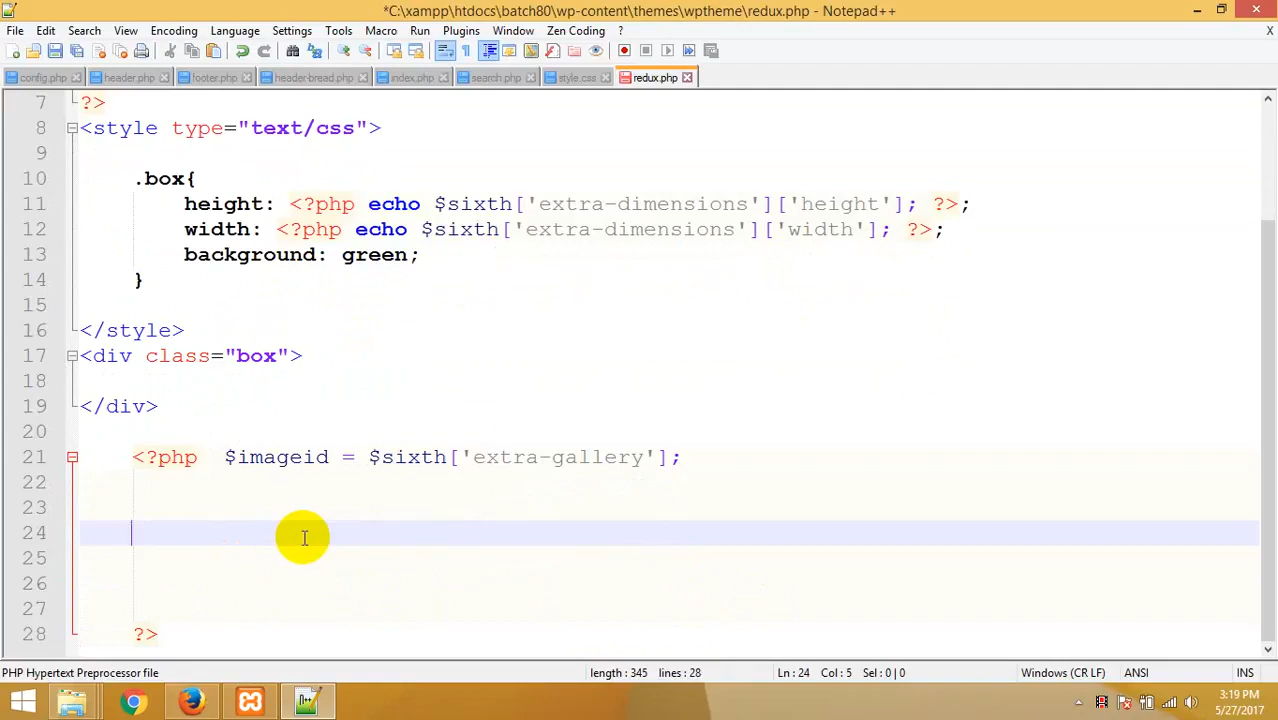 *C:\xampp\htdocs\batch80\wp-content\themes\wptheme\redux.php - Notepad++
File Edit Search View Encoding Language Settings Tools Macro Run Plugins Window Zen Coding ? X
config.php header.php footer.php header-bread.php index.php search.php style.css redux.php
7 ?>
8 <style type="text/css">
9
10 .box{
11 height: <?php echo $sixth['extra-dimensions']['height']; ?>;
12 width: <?php echo $sixth['extra-dimensions']['width']; ?>;
13 background: green;
14 }
15
16 </style>
17 <div class="box">
18
19 </div>
20
21 <?php  $imageid = $sixth['extra-gallery'];
22
23
24
25
26
27
28 ?>
PHP Hypertext Preprocessor file length : 345 lines : 28 Ln : 24 Col : 5 Sel : 0 | 0 Windows (CR LF) ANSI INS
3:19 PM
5/27/2017